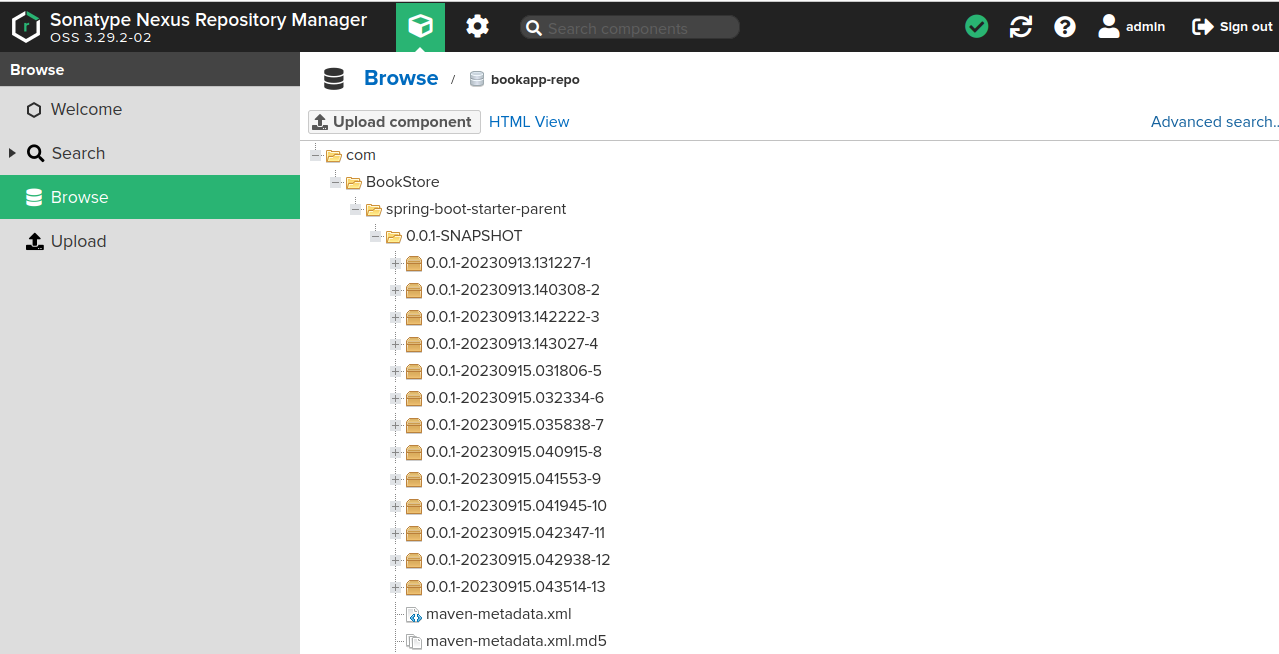 Sonatype Nexus Repository Manager
OSS 3.29.2-02
Search components
admin
Sign out
Browse
Welcome
Search
Browse
Upload
Browse / bookapp-repo
Upload component
HTML View
Advanced search..
com
BookStore
spring-boot-starter-parent
0.0.1-SNAPSHOT
0.0.1-20230913.131227-1
0.0.1-20230913.140308-2
0.0.1-20230913.142222-3
0.0.1-20230913.143027-4
0.0.1-20230915.031806-5
0.0.1-20230915.032334-6
0.0.1-20230915.035838-7
0.0.1-20230915.040915-8
0.0.1-20230915.041553-9
0.0.1-20230915.041945-10
0.0.1-20230915.042347-11
0.0.1-20230915.042938-12
0.0.1-20230915.043514-13
maven-metadata.xml
maven-metadata.xml.md5